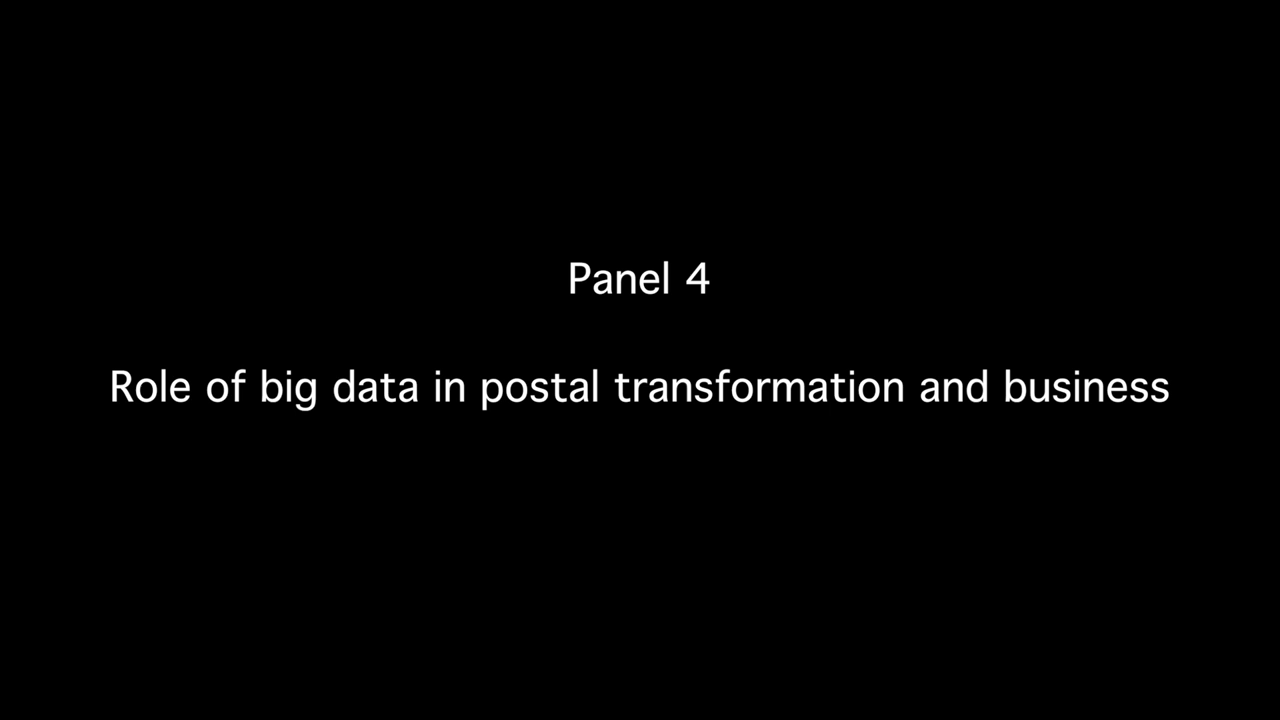 Panel 4
Role of big data in postal transformation and business